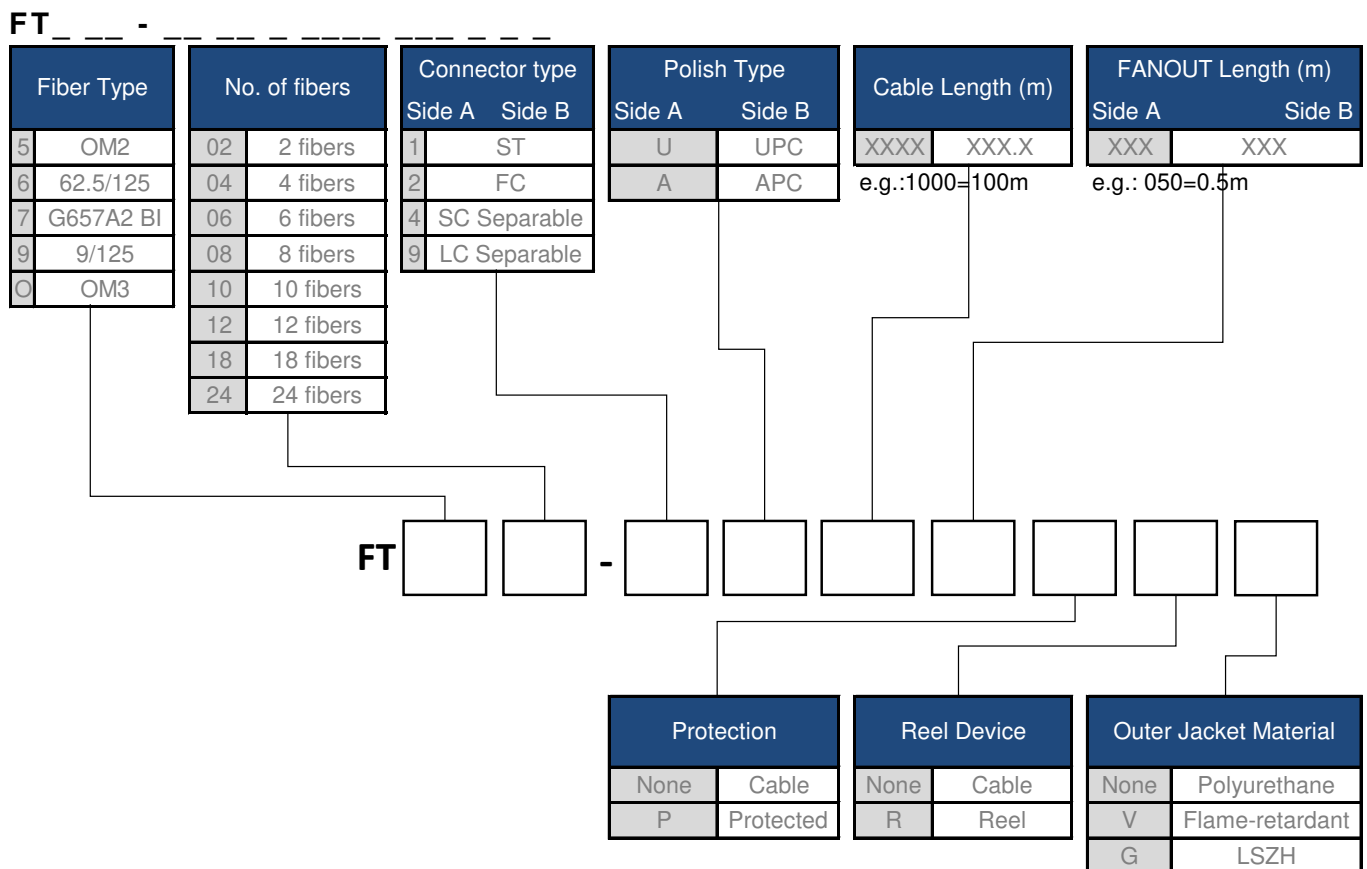 FT_ __ - __ __ _ ____ ___ _ _ _
Fiber Type
5 OM2
6 62.5/125
7 G657A2 BI
9 9/125
O OM3
No. of fibers
02 2 fibers
04 4 fibers
06 6 fibers
08 8 fibers
10 10 fibers
12 12 fibers
18 18 fibers
24 24 fibers
Connector type
Side A Side B
1 ST
2 FC
4 SC Separable
9 LC Separable
Polish Type
Side A Side B
U UPC
A APC
Cable Length (m)
XXXX XXX.X
e.g.:1000=100m
FANOUT Length (m)
Side A Side B
XXX XXX
e.g.: 050=0.5m
FT -
Protection
None Cable
P Protected
Reel Device
None Cable
R Reel
Outer Jacket Material
None Polyurethane
V Flame-retardant
G LSZH